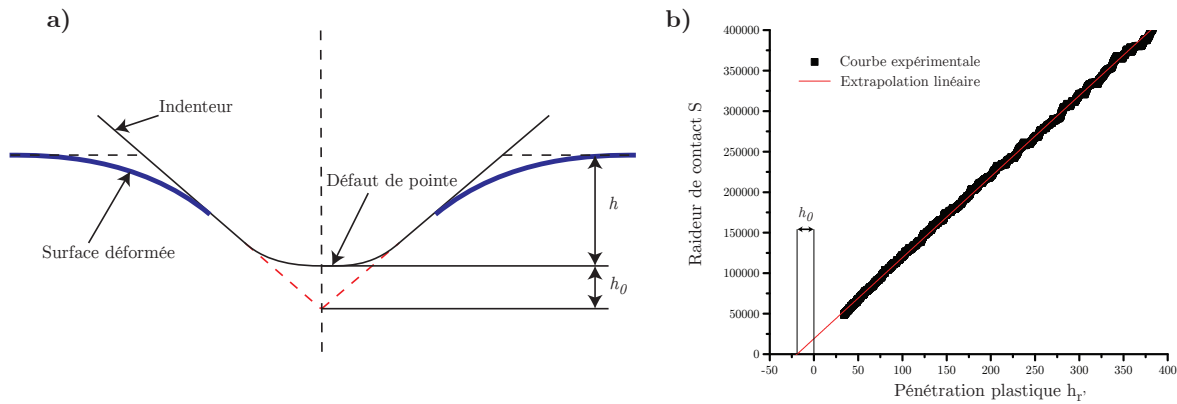 a)
Indenteur
Défaut de pointe
Surface déformée
h
h0
b)
Raideur de contact S
400000
350000
300000
250000
200000
150000
100000
50000
0
Courbe expérimentale
Extrapolation linéaire
h0
-50 0 50 100 150 200 250 300 350 400
Pénétration plastique hr'